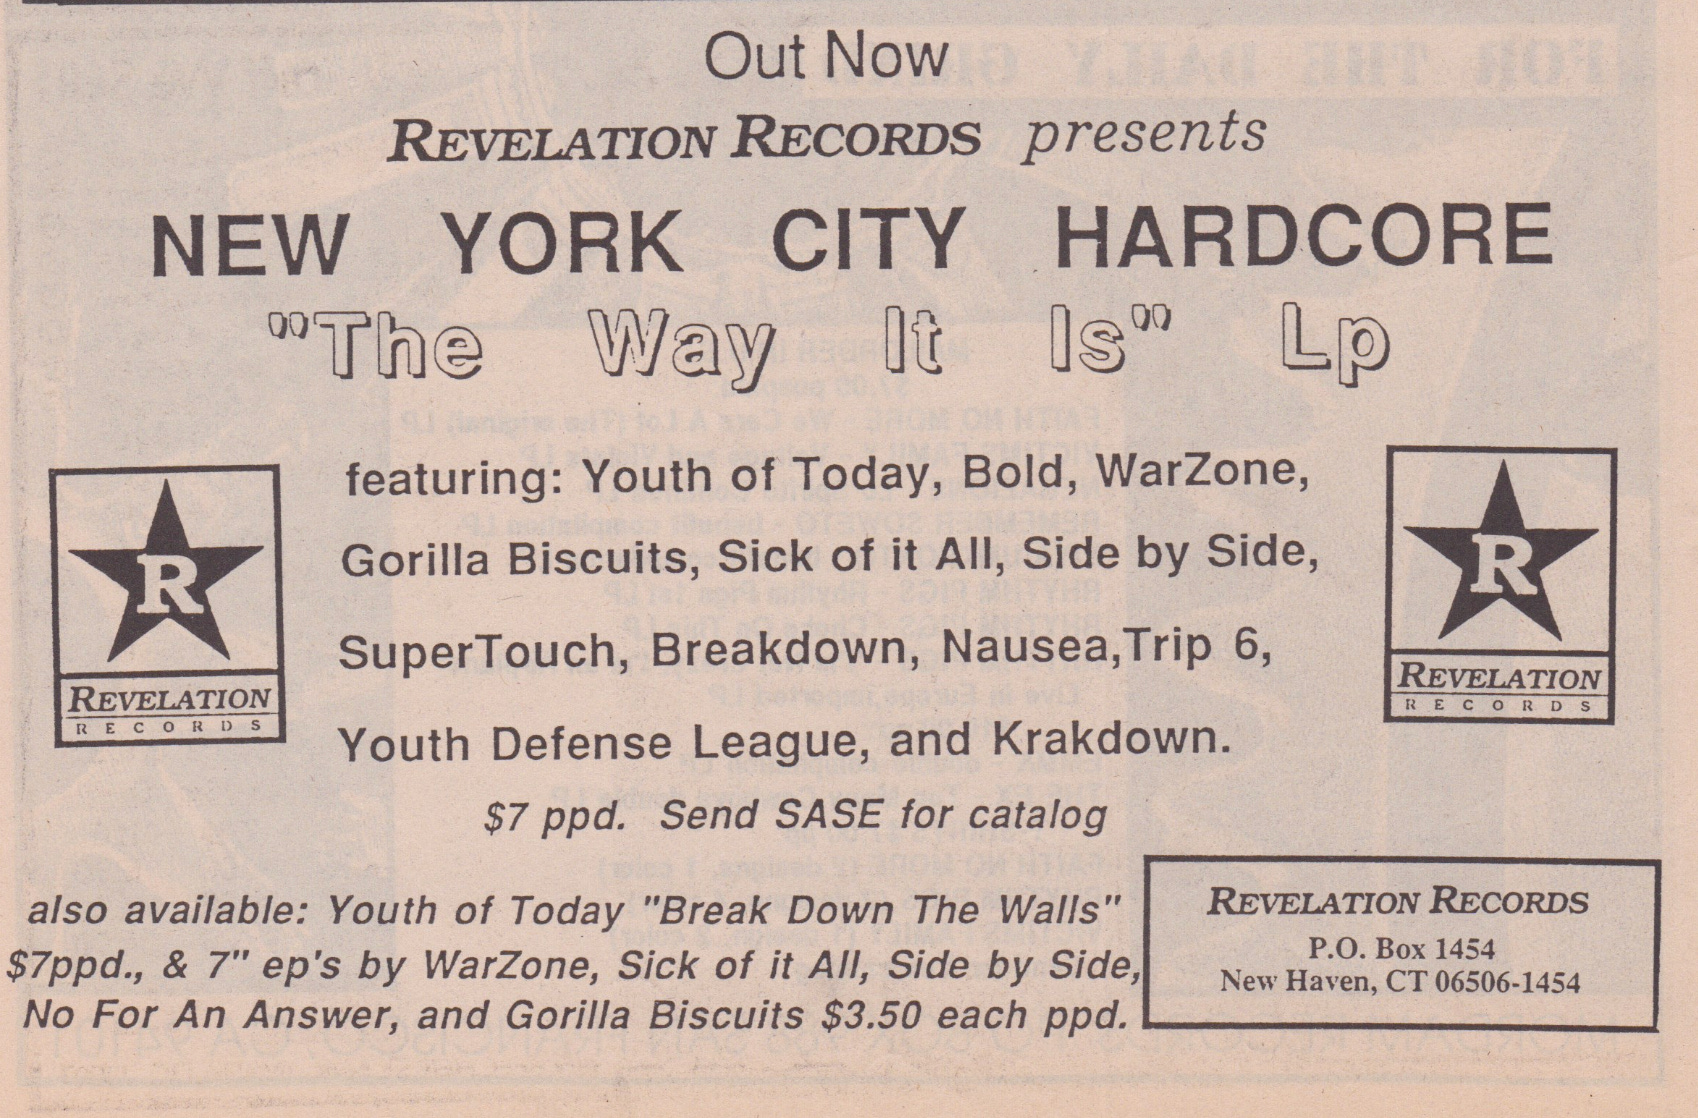 Out Now
REVELATION RECORDS presents
NEW YORK CITY HARDCORE
"The Way It Is" Lp
featuring: Youth of Today, Bold, WarZone,
Gorilla Biscuits, Sick of it All, Side by Side,
SuperTouch, Breakdown, Nausea,Trip 6,
Youth Defense League, and Krakdown.
$7 ppd. Send SASE for catalog
R
REVELATION
RECORDS
R
REVELATION
RECORDS
also available: Youth of Today "Break Down The Walls"
$7ppd., & 7" ep's by WarZone, Sick of it All, Side by Side,
No For An Answer, and Gorilla Biscuits $3.50 each ppd.
REVELATION RECORDS
P.O. Box 1454
New Haven, CT 06506-1454